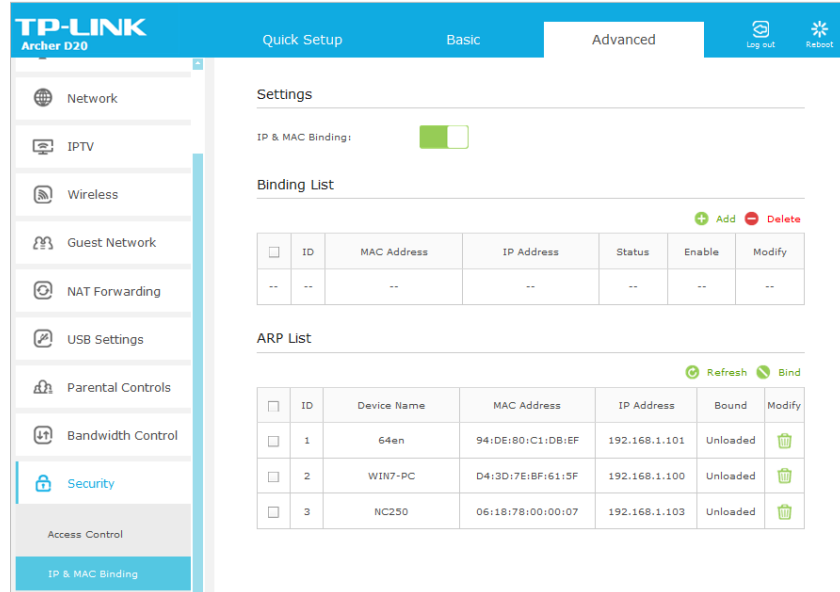 TP-LINK
Archer D20
Quick Setup
Basic
Advanced
Log out
Reboot
Network
IPTV
Wireless
Guest Network
NAT Forwarding
USB Settings
Parental Controls
Bandwidth Control
Security
Access Control
IP & MAC Binding
Settings
IP & MAC Binding:
Binding List
Add Delete
ID MAC Address IP Address Status Enable Modify
-- -- -- -- -- -- --
ARP List
Refresh Bind
ID Device Name MAC Address IP Address Bound Modify
1 64en 94:DE:80:C1:DB:EF 192.168.1.101 Unloaded
2 WIN7-PC D4:3D:7E:BF:61:5F 192.168.1.100 Unloaded
3 NC250 06:18:78:00:00:07 192.168.1.103 Unloaded